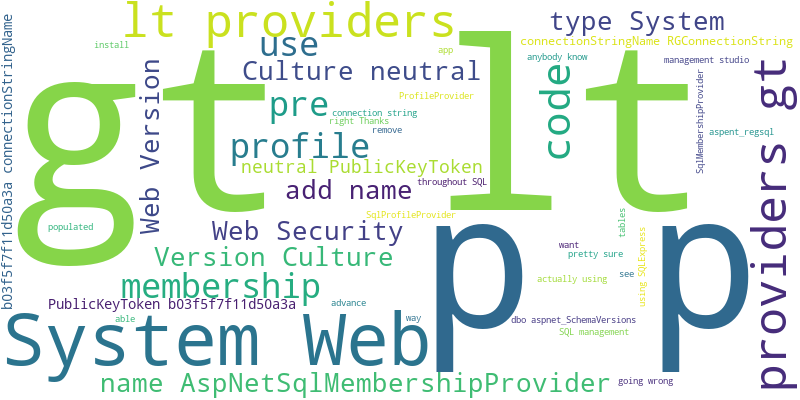 lt providers
type System
install
use
app
connectionStringName RGConnectionString
anybody know
management studio
Culture neutral
Web Version
gt
lt
code
pre
ProfileProvider
connection string
right Thanks
remove
SqlMembershipProvider
aspent_regsql
providers gt
b03f5f7f11d50a3a connectionStringName
profile
neutral PublicKeyToken
throughout SQL
add name
SqlProfileProvider
populated
Web Security
p p
tables
want
pretty sure
see
using SQLExpress
Version Culture
membership
actually using
PublicKeyToken b03f5f7f11d50a3a
advance
able
way
dbo aspnet_SchemaVersions
SQL management
System Web
name AspNetSqlMembershipProvider
going wrong